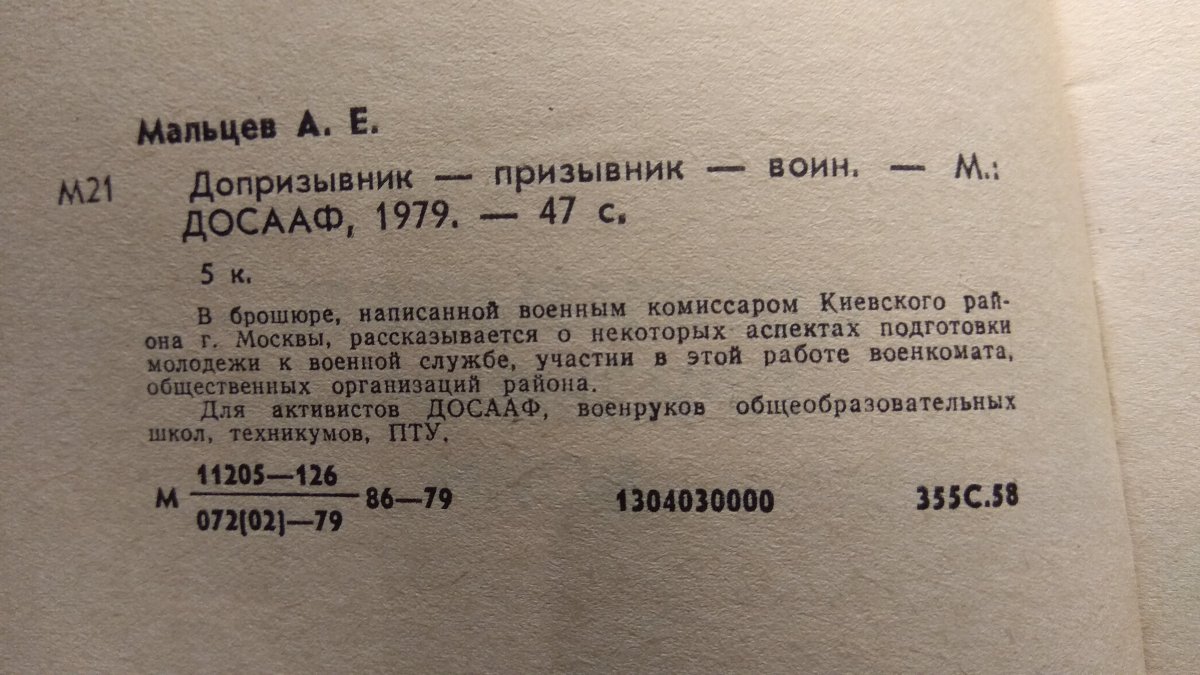 Мальцев А. Е.
М21 Допризывник — призывник — воин. — М.:
ДОСААФ, 1979. — 47 с.
5 к.
В брошюре, написанной военным комиссаром Киевского рай-
она г. Москвы, рассказывается о некоторых аспектах подготовки
молодежи к военной службе, участии в этой работе военкомата,
общественных организаций района.
Для активистов ДОСААФ, военруков общеобразовательных
школ, техникумов, ПТУ.
11205—126
М 86—79 1304030000 355С.58
072(02)—79